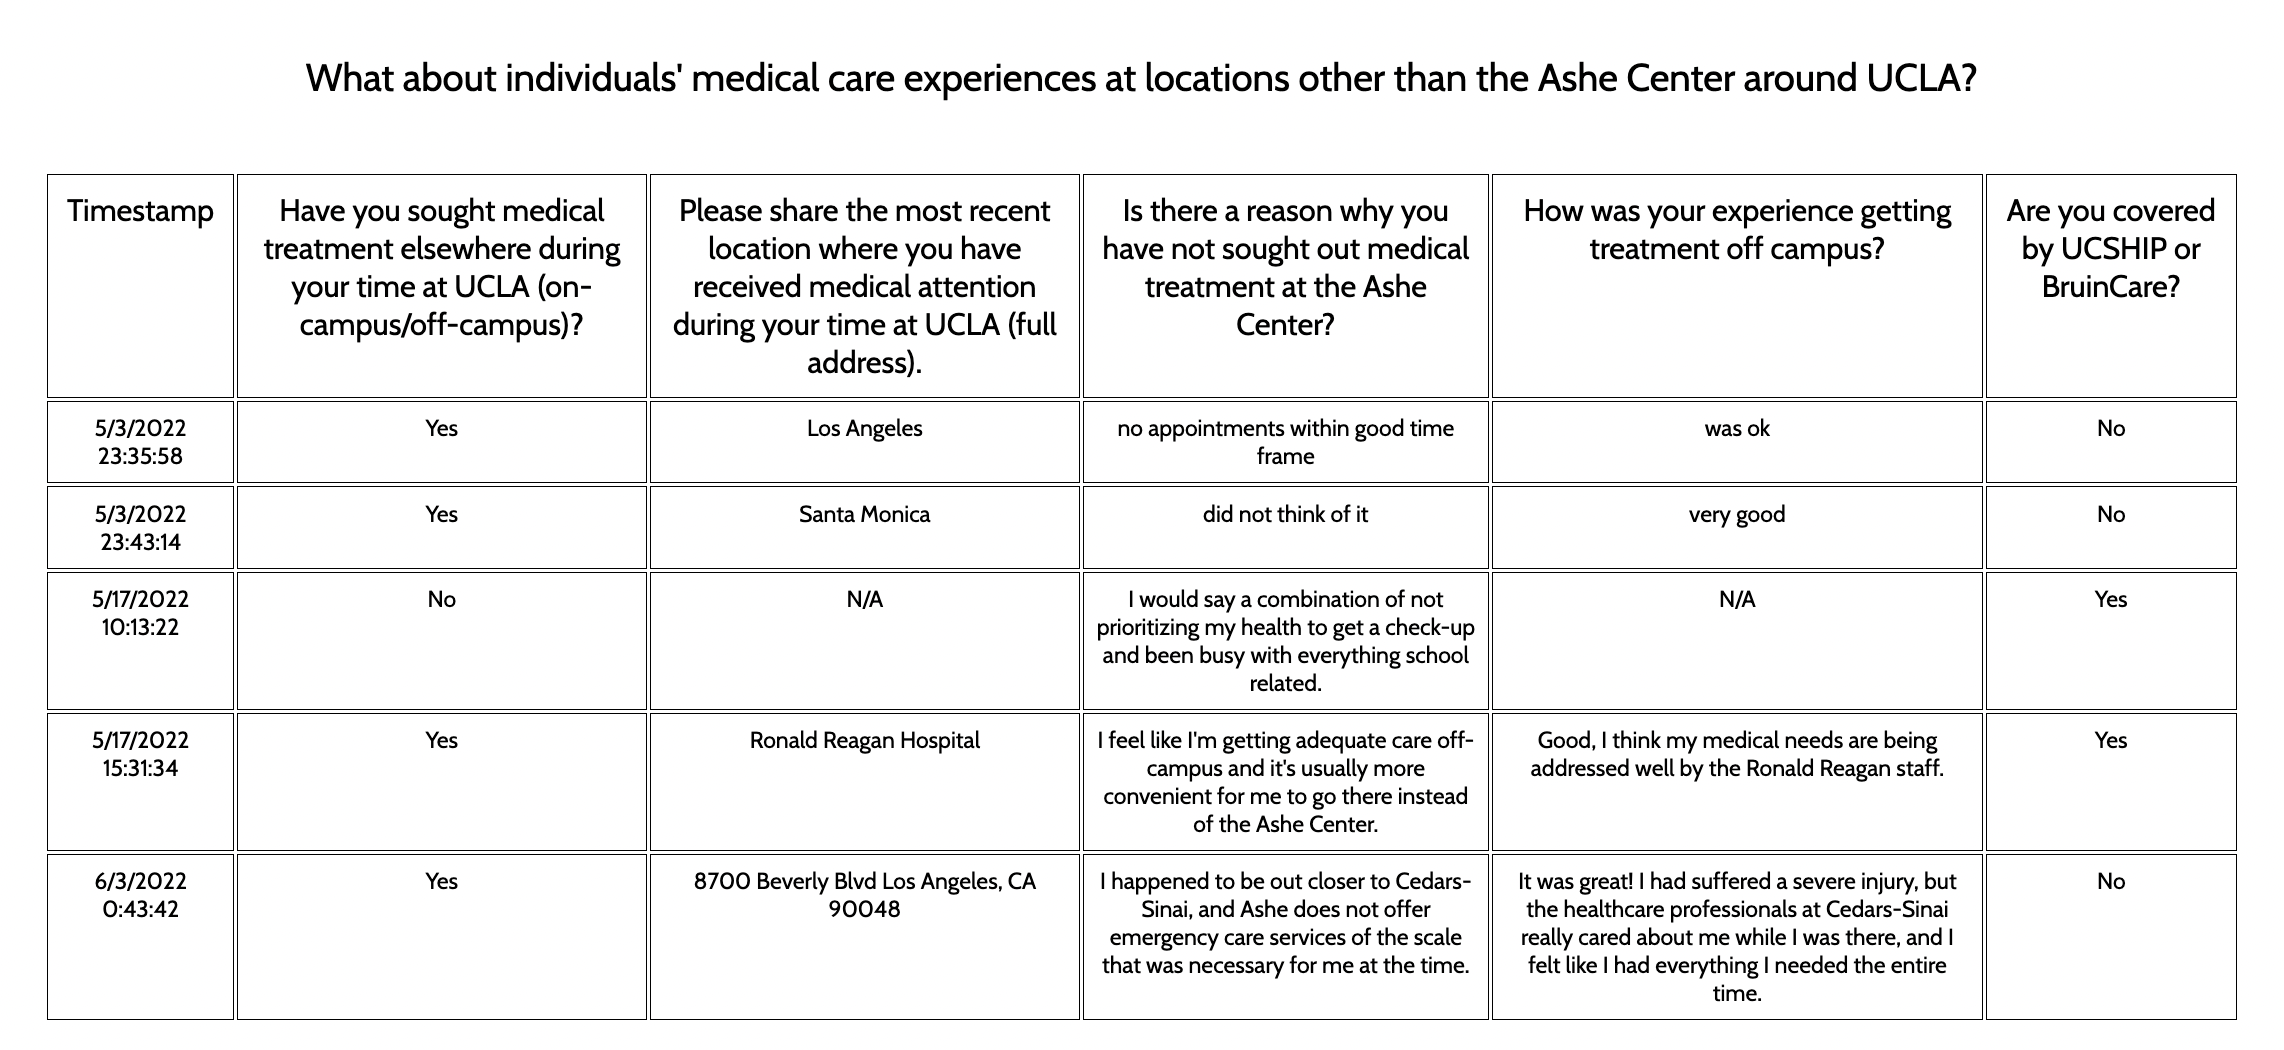 What about individuals' medical care experiences at locations other than the Ashe Center around UCLA?
Timestamp
Have you sought medical
treatment elsewhere during
your time at UCLA (on-
campus/off-campus)?
Please share the most recent
location where you have
received medical attention
during your time at UCLA (full
address).
Is there a reason why you
have not sought out medical
treatment at the Ashe
Center?
How was your experience getting
treatment off campus?
Are you covered
by UCSHIP or
BruinCare?
5/3/2022
23:35:58
Yes
Los Angeles
no appointments within good time
frame
was ok
No
5/3/2022
23:43:14
Yes
Santa Monica
did not think of it
very good
No
5/17/2022
10:13:22
No
N/A
I would say a combination of not
prioritizing my health to get a check-up
and been busy with everything school
related.
N/A
Yes
5/17/2022
15:31:34
Yes
Ronald Reagan Hospital
I feel like I'm getting adequate care off-
campus and it's usually more
convenient for me to go there instead
of the Ashe Center.
Good, I think my medical needs are being
addressed well by the Ronald Reagan staff.
Yes
6/3/2022
0:43:42
Yes
8700 Beverly Blvd Los Angeles, CA
90048
I happened to be out closer to Cedars-
Sinai, and Ashe does not offer
emergency care services of the scale
that was necessary for me at the time.
It was great! I had suffered a severe injury, but
the healthcare professionals at Cedars-Sinai
really cared about me while I was there, and I
felt like I had everything I needed the entire
time.
No